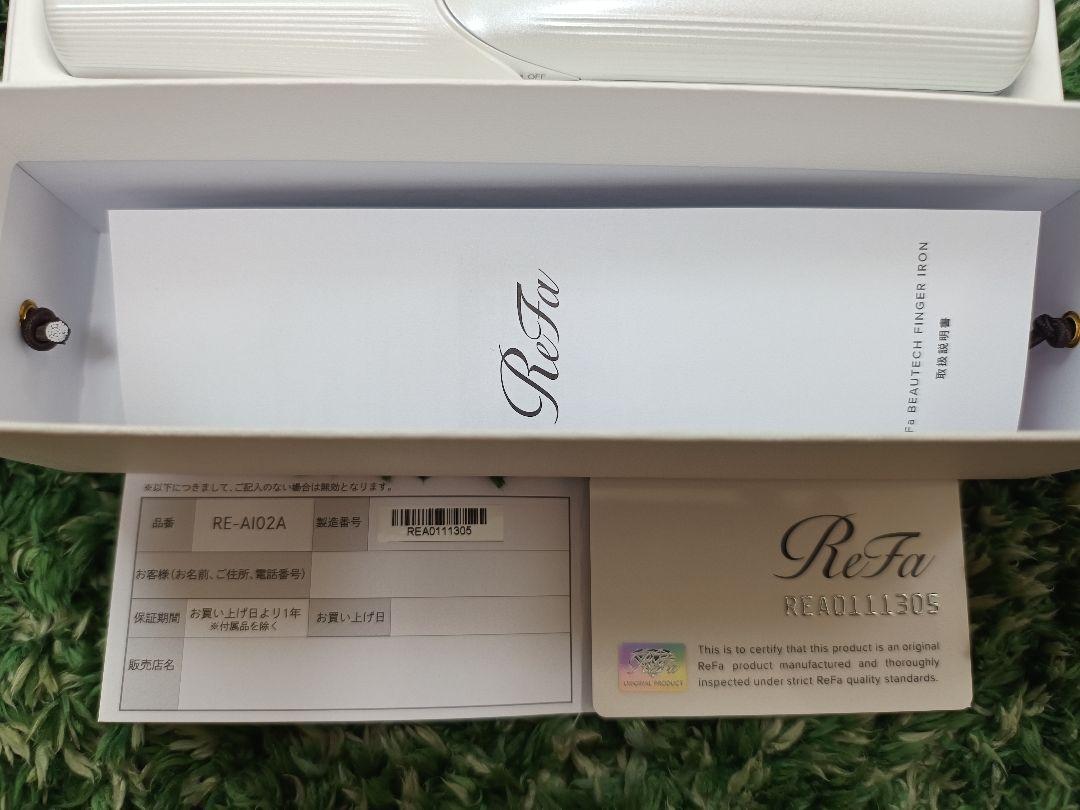 OFF
ReFa
Fa BEAUTECH FINGER IRON
取扱説明書
※以下につきまして、ご記入のない場合は無効となります。
品番 RE-AI02A 製造番号 REA0111305
お客様(お名前、ご住所、電話番号)
保証期間 お買い上げ日より1年 お買い上げ日
※付属品を除く
販売店名
ReFa
REA0111305
ReFa
ORIGINAL PRODUCT
This is to certify that this product is an original
ReFa product manufactured and thoroughly
inspected under strict ReFa quality standards.